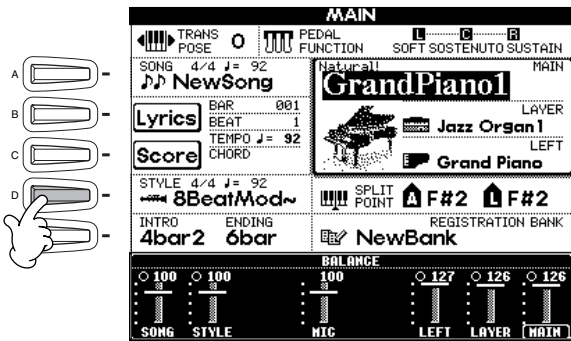 MAIN
TRANS POSE 0 PEDAL FUNCTION L C R SOFT SOSTENUTO SUSTAIN
SONG 4/4 ♩= 92
NewSong
Natural! MAIN
GrandPiano1
Lyrics BAR 001
BEAT 1
LAYER
Jazz Organ1
TEMPO ♩= 92
Score CHORD
LEFT
Grand Piano
STYLE 4/4 ♩= 92
8BeatMod~
SPLIT POINT A F#2 L F#2
INTRO ENDING
4bar2 6bar
REGISTRATION BANK
NewBank
BALANCE
100 100 100 127 126 126
SONG STYLE MIC LEFT LAYER MAIN
A
B
C
D